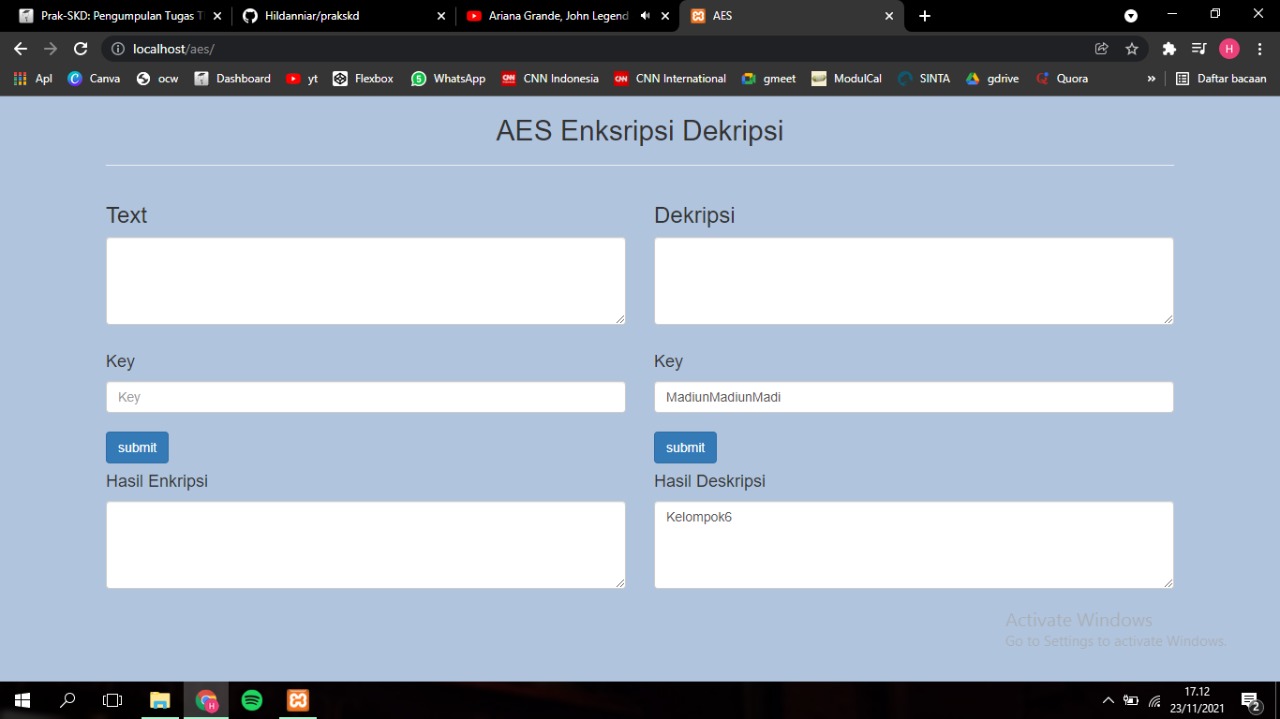 Prak-SKD: Pengumpulan Tugas T
Hildanniar/prakskd
Ariana Grande, John Legend
AES
localhost/aes/
H
Apl
Canva
ocw
Dashboard
yt
Flexbox
WhatsApp
CNN Indonesia
CNN International
gmeet
ModulCal
SINTA
gdrive
Quora
»
Daftar bacaan
AES Enksripsi Dekripsi
Text
Dekripsi
Key
Key
Key
MadiunMadiunMadi
submit
submit
Hasil Enkripsi
Hasil Deskripsi
Kelompok6
Activate Windows
Go to Settings to activate Windows.
17.12
23/11/2021
2